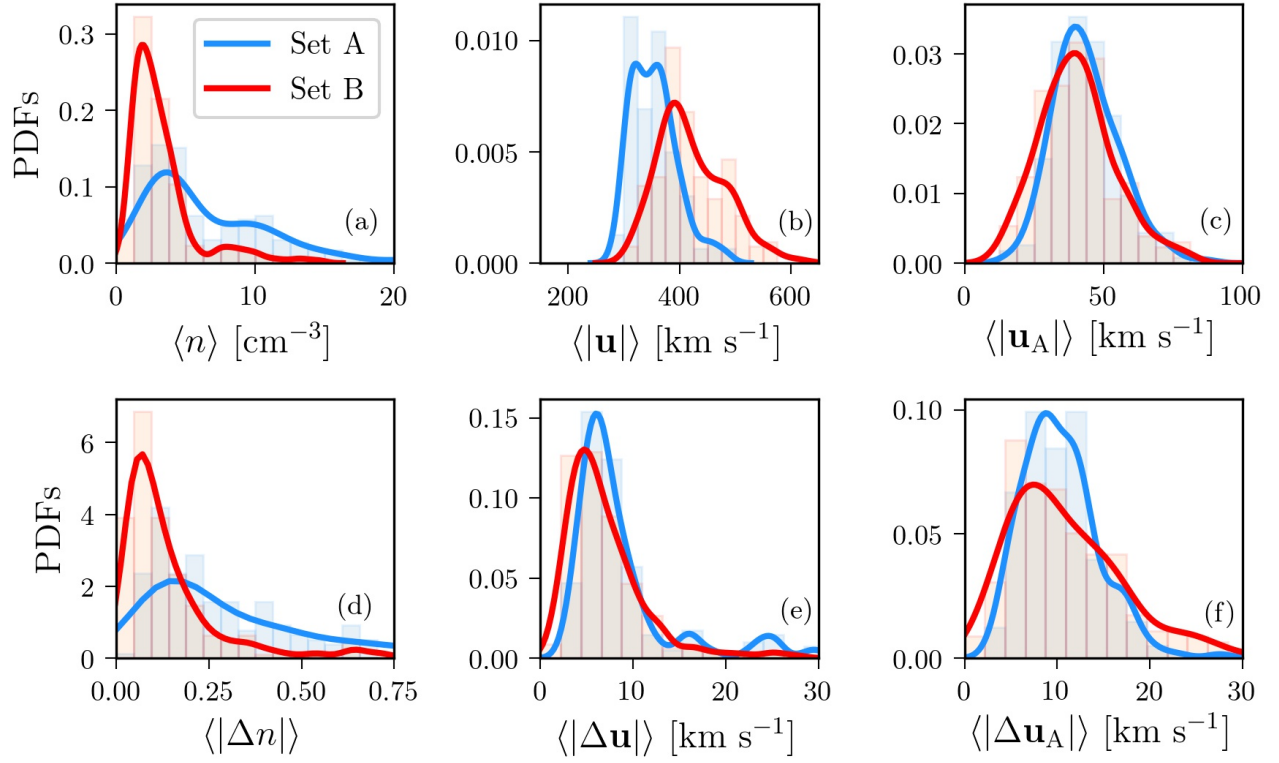 Set A
Set B
PDFs
0.3
0.2
0.1
0.0
0
10
20
(a)
⟨n⟩ [cm⁻³]
0.010
0.005
0.000
200
400
600
(b)
⟨|u|⟩ [km s⁻¹]
0.03
0.02
0.01
0.00
0
50
100
(c)
⟨|u_A|⟩ [km s⁻¹]
PDFs
6
4
2
0
0.00
0.25
0.50
0.75
(d)
⟨|Δn|⟩
0.15
0.10
0.05
0.00
0
10
20
30
(e)
⟨|Δu|⟩ [km s⁻¹]
0.10
0.05
0.00
0
10
20
30
(f)
⟨|Δu_A|⟩ [km s⁻¹]